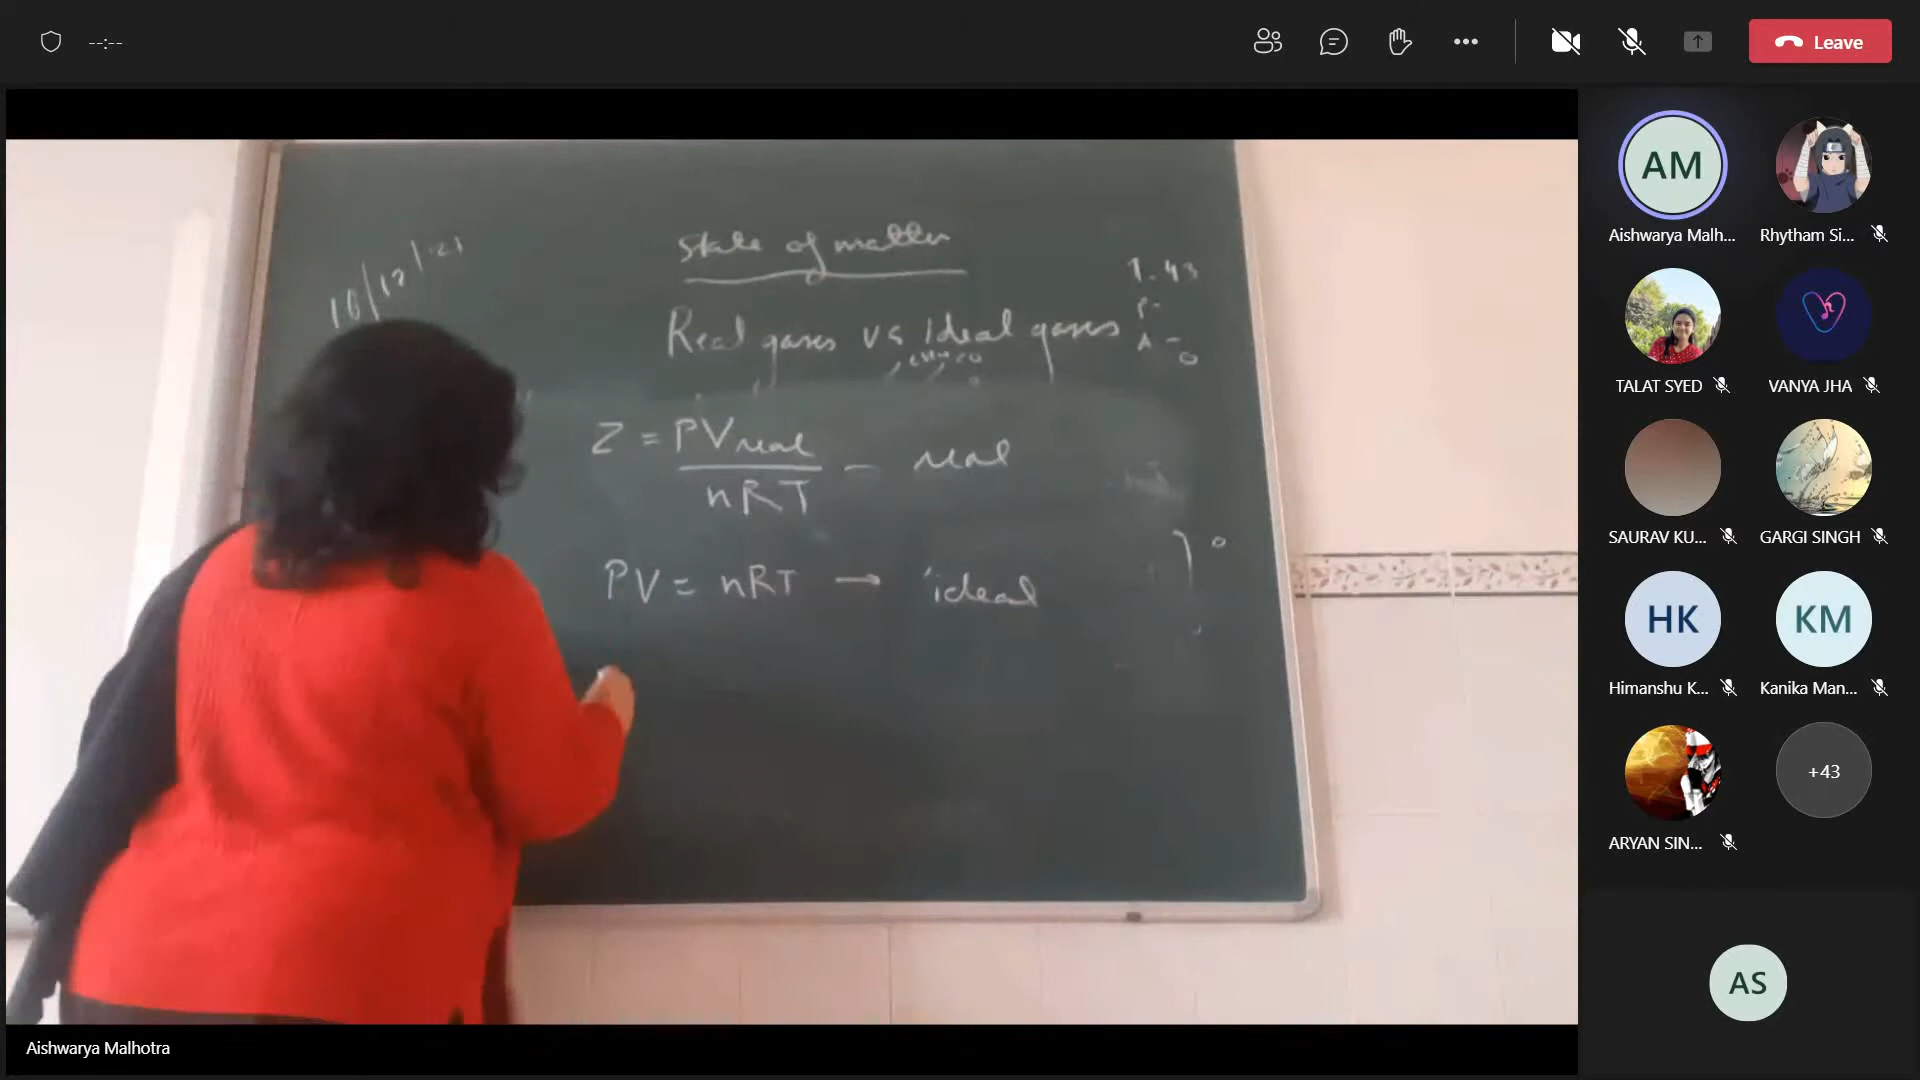 --:--
Leave
10/12/21
State of matter
Real gases vs ideal gases
T - 43
P -
A - 0
Z = PVreal / nRT - real
PV = nRT → ideal
AM
Aishwarya Malh...
Rhytham Si...
TALAT SYED
VANYA JHA
SAURAV KU...
GARGI SINGH
HK
Himanshu K...
KM
Kanika Man...
ARYAN SIN...
+43
AS
Aishwarya Malhotra